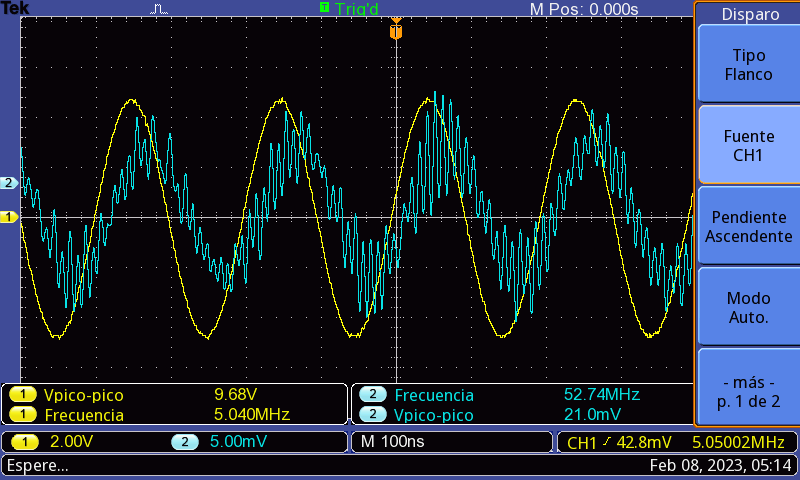 Tek T Trig'd M Pos: 0.000s
T
Disparo
Tipo
Flanco
Fuente
CH1
Pendiente
Ascendente
Modo
Auto.
- más -
p. 1 de 2
2
1
1 Vpico-pico 9.68V
1 Frecuencia 5.040MHz
2 Frecuencia 52.74MHz
2 Vpico-pico 21.0mV
1 2.00V 2 5.00mV
M 100ns
CH1 42.8mV 5.05002MHz
Espere... Feb 08, 2023, 05:14